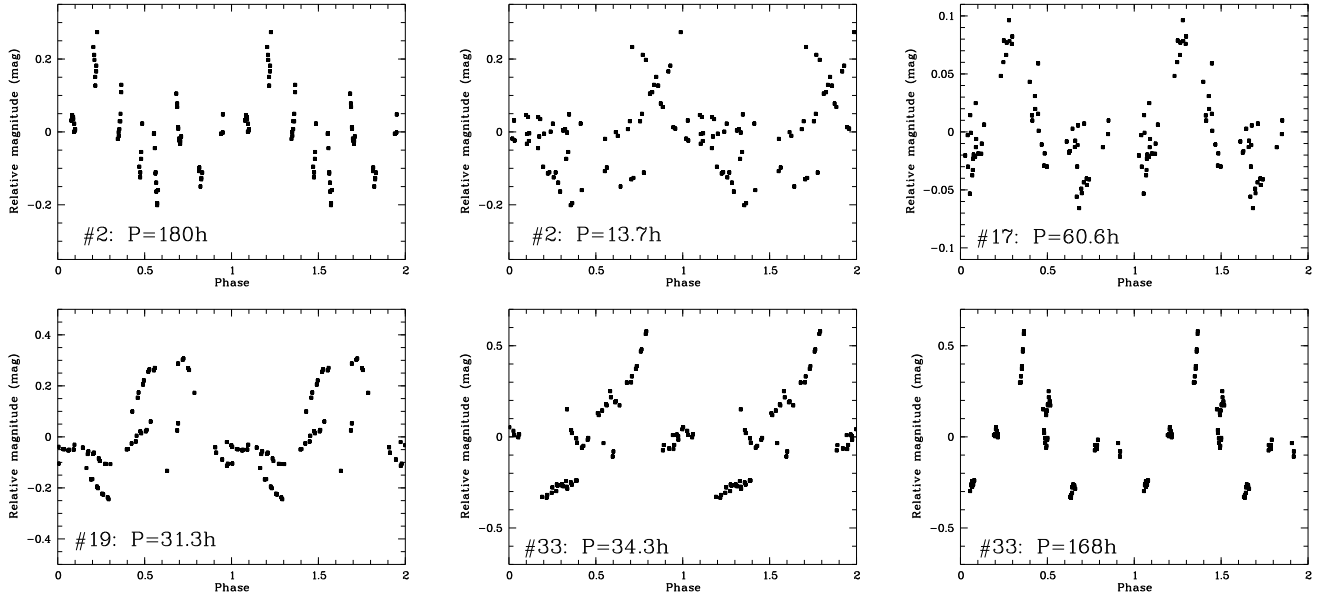 Relative magnitude (mag)
0.2
0
−0.2
#2: P=180h
0 0.5 1 1.5 2
Phase
Relative magnitude (mag)
0.2
0
−0.2
#2: P=13.7h
0 0.5 1 1.5 2
Phase
Relative magnitude (mag)
0.1
0.05
0
−0.05
−0.1
#17: P=60.6h
0 0.5 1 1.5 2
Phase
Relative magnitude (mag)
0.4
0.2
0
−0.2
−0.4
#19: P=31.3h
0 0.5 1 1.5 2
Phase
Relative magnitude (mag)
0.5
0
−0.5
#33: P=34.3h
0 0.5 1 1.5 2
Phase
Relative magnitude (mag)
0.5
0
−0.5
#33: P=168h
0 0.5 1 1.5 2
Phase